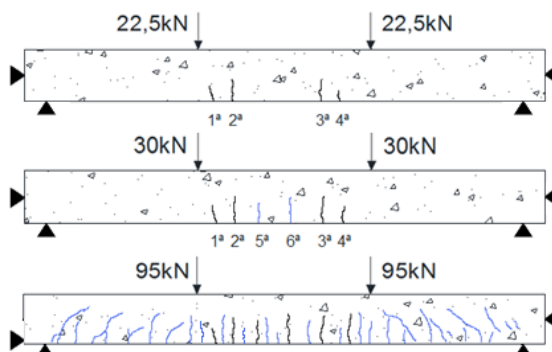 22,5kN 22,5kN
1ª 2ª 3ª 4ª
30kN 30kN
1ª 2ª 5ª 6ª 3ª 4ª
95kN 95kN